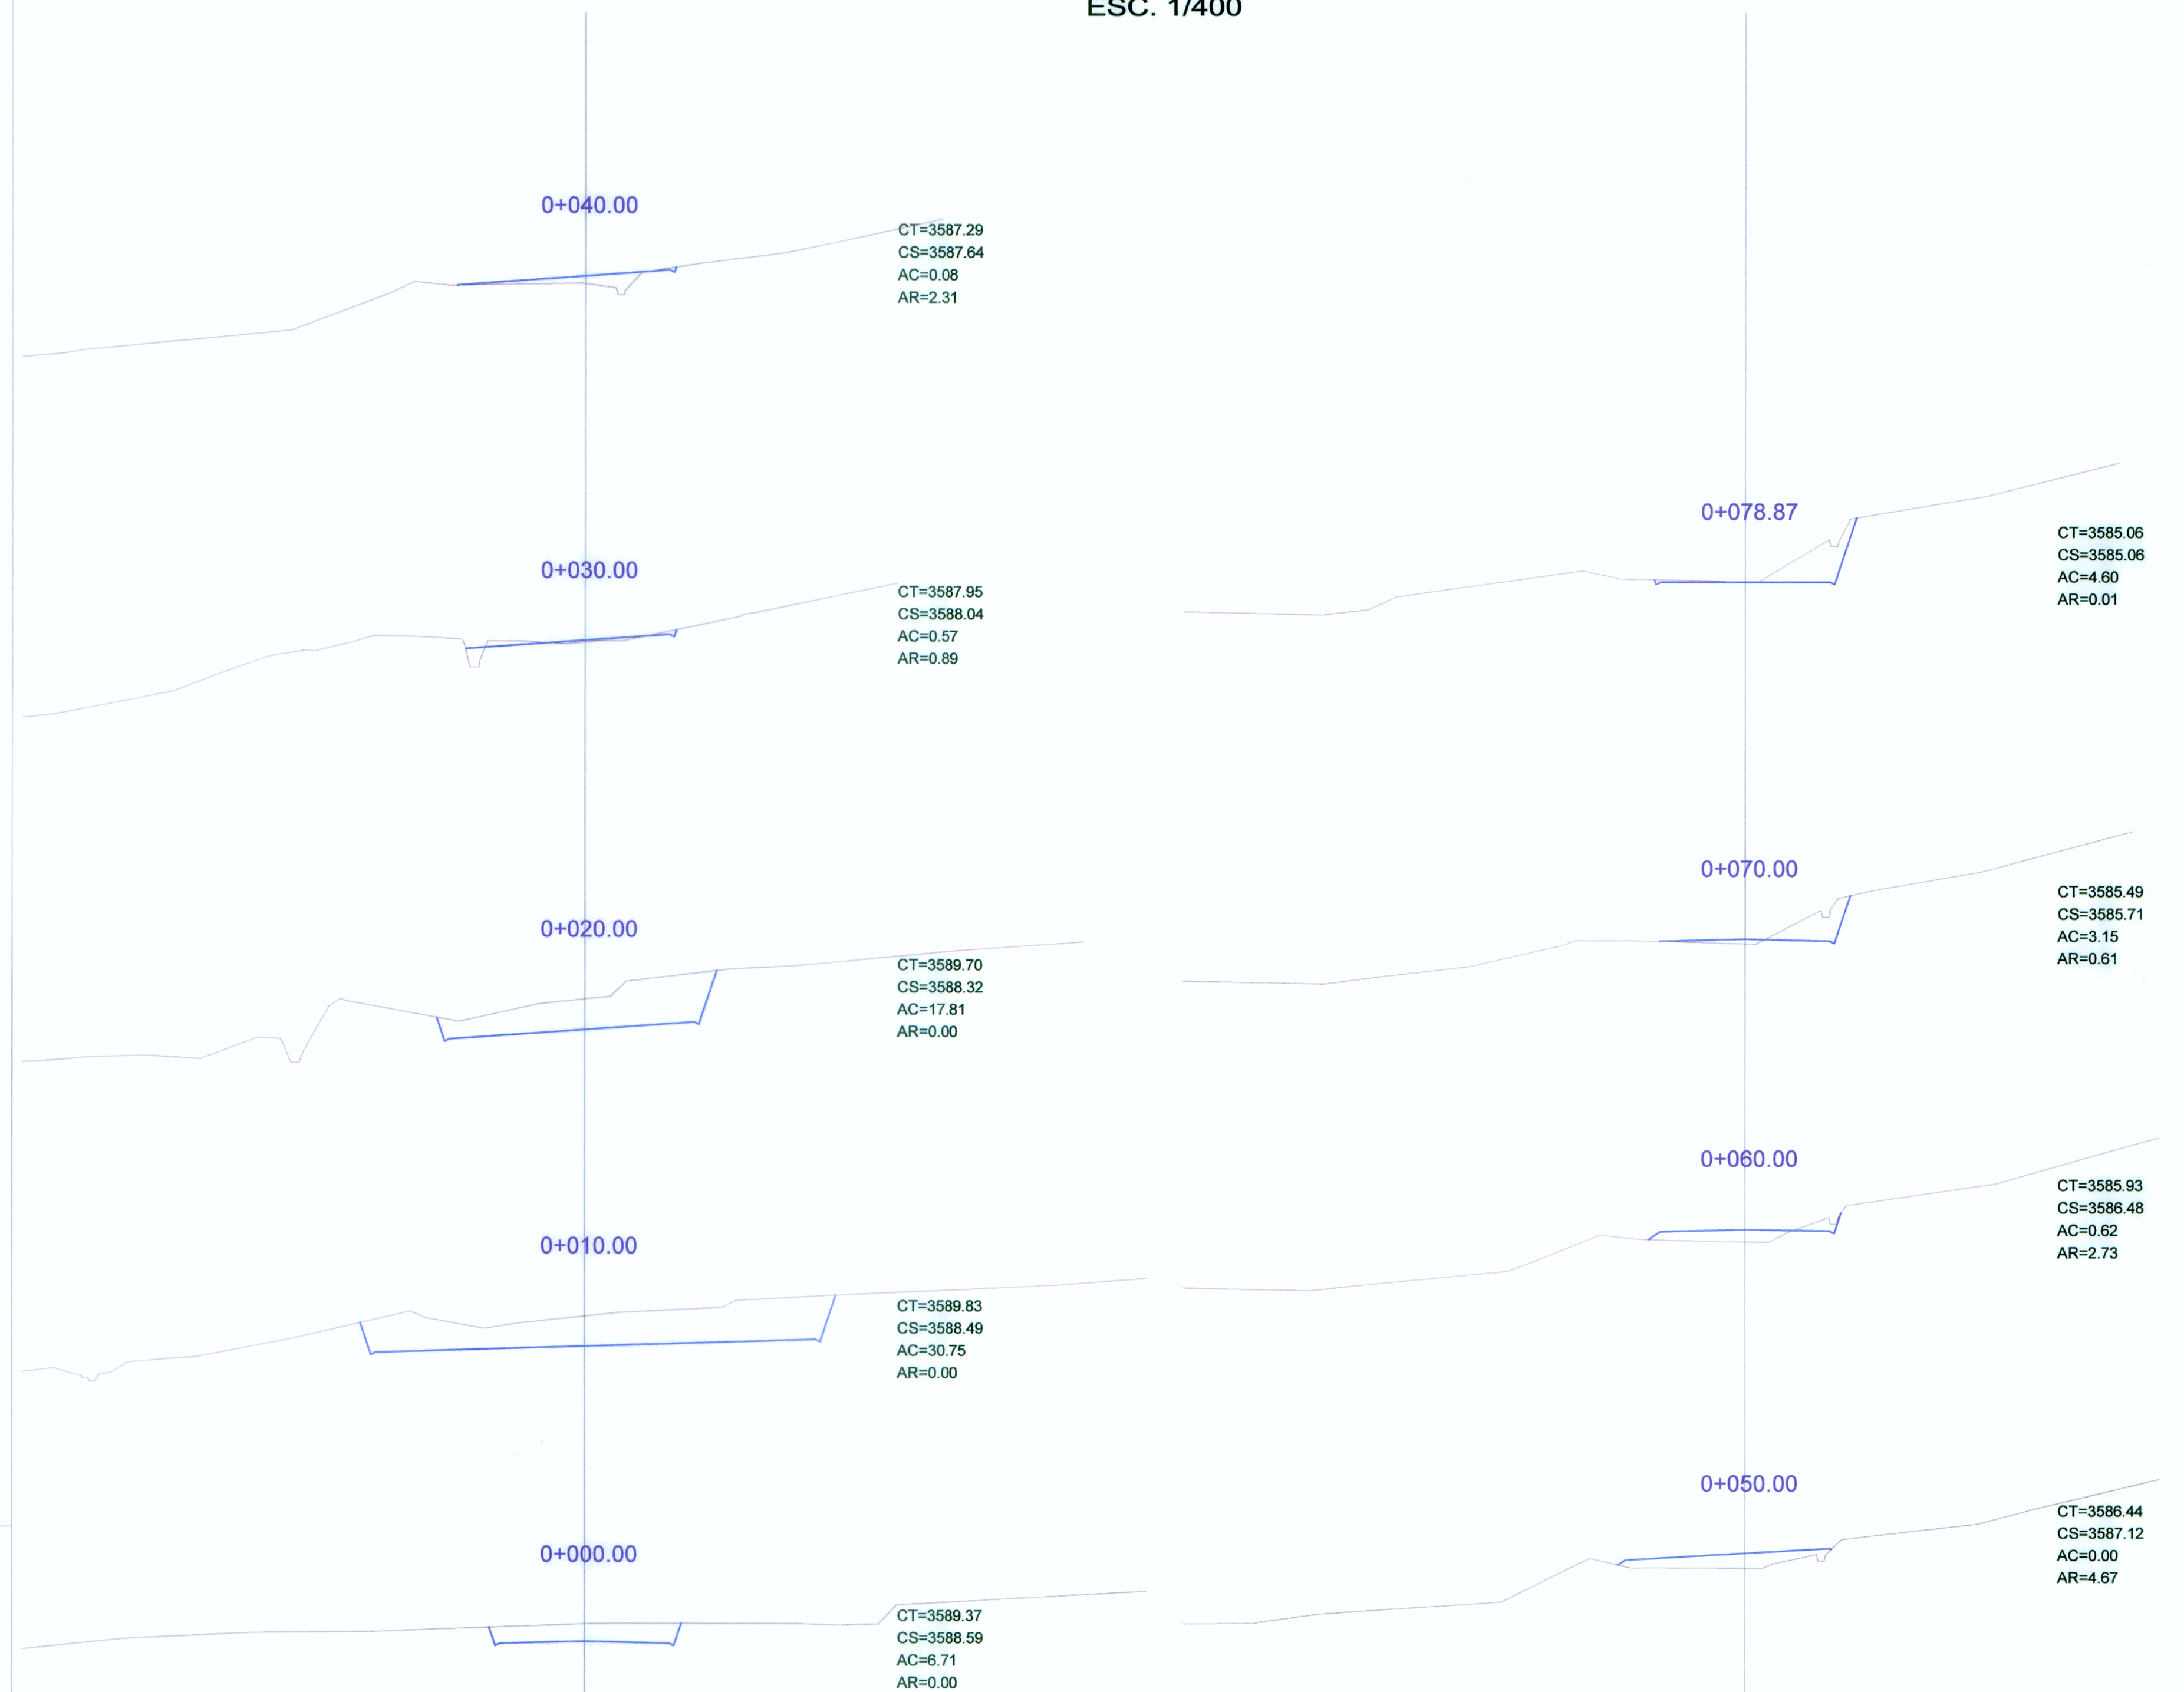 ESC. 1/400
0+040.00
CT=3587.29
CS=3587.64
AC=0.08
AR=2.31
0+030.00
CT=3587.95
CS=3588.04
AC=0.57
AR=0.89
0+020.00
CT=3589.70
CS=3588.32
AC=17.81
AR=0.00
0+010.00
CT=3589.83
CS=3588.49
AC=30.75
AR=0.00
0+000.00
CT=3589.37
CS=3588.59
AC=6.71
AR=0.00
0+078.87
CT=3585.06
CS=3585.06
AC=4.60
AR=0.01
0+070.00
CT=3585.49
CS=3585.71
AC=3.15
AR=0.61
0+060.00
CT=3585.93
CS=3586.48
AC=0.62
AR=2.73
0+050.00
CT=3586.44
CS=3587.12
AC=0.00
AR=4.67